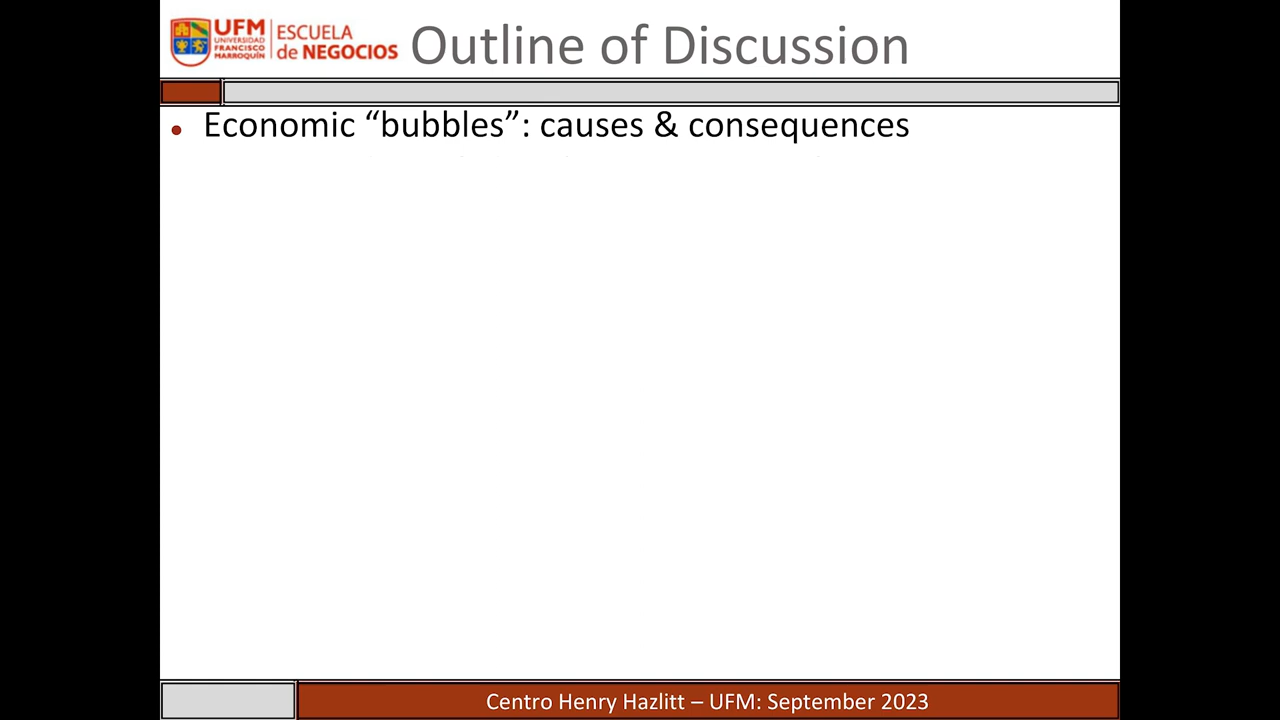 UFM
UNIVERSIDAD
FRANCISCO
MARROQUÍN
ESCUELA
de NEGOCIOS
Outline of Discussion
• Economic “bubbles”: causes & consequences
Centro Henry Hazlitt – UFM: September 2023